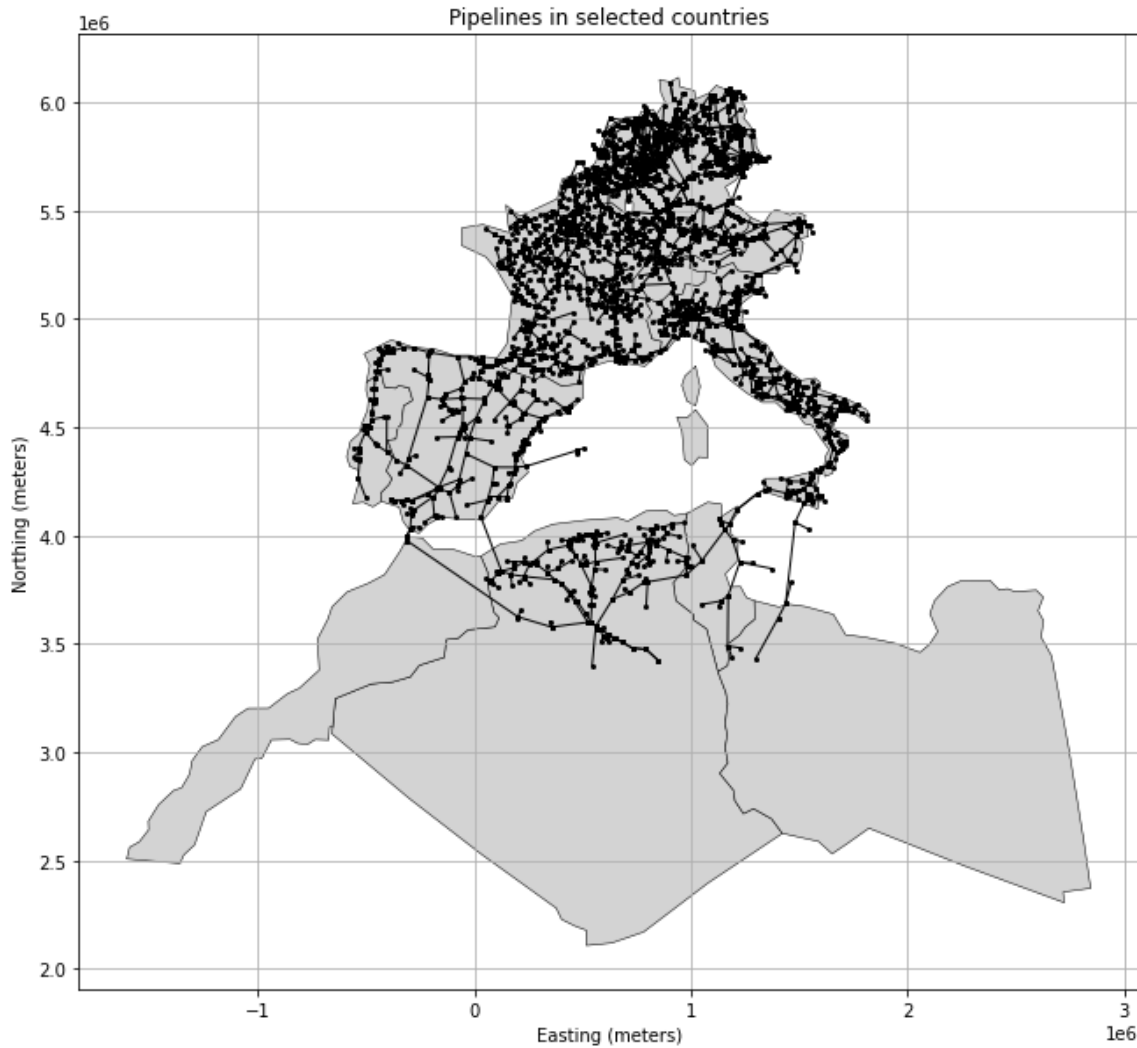 Pipelines in selected countries
1e6
6.0
5.5
5.0
4.5
4.0
3.5
3.0
2.5
2.0
Northing (meters)
−1
0
1
2
3
Easting (meters)
1e6